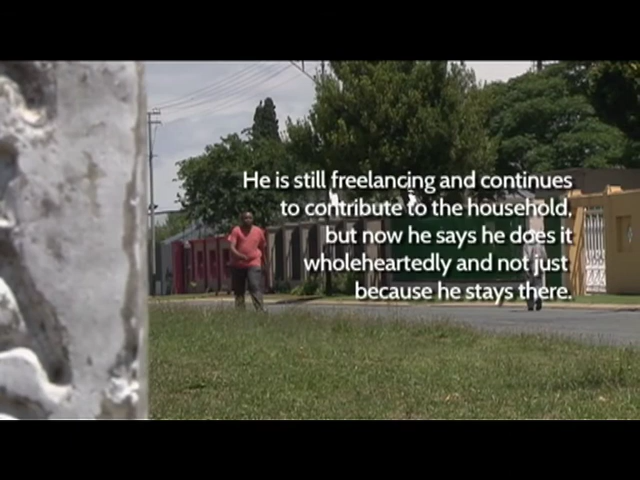 He is still freelancing and continues
to contribute to the household,
but now he says he does it
wholeheartedly and not just
because he stays there.